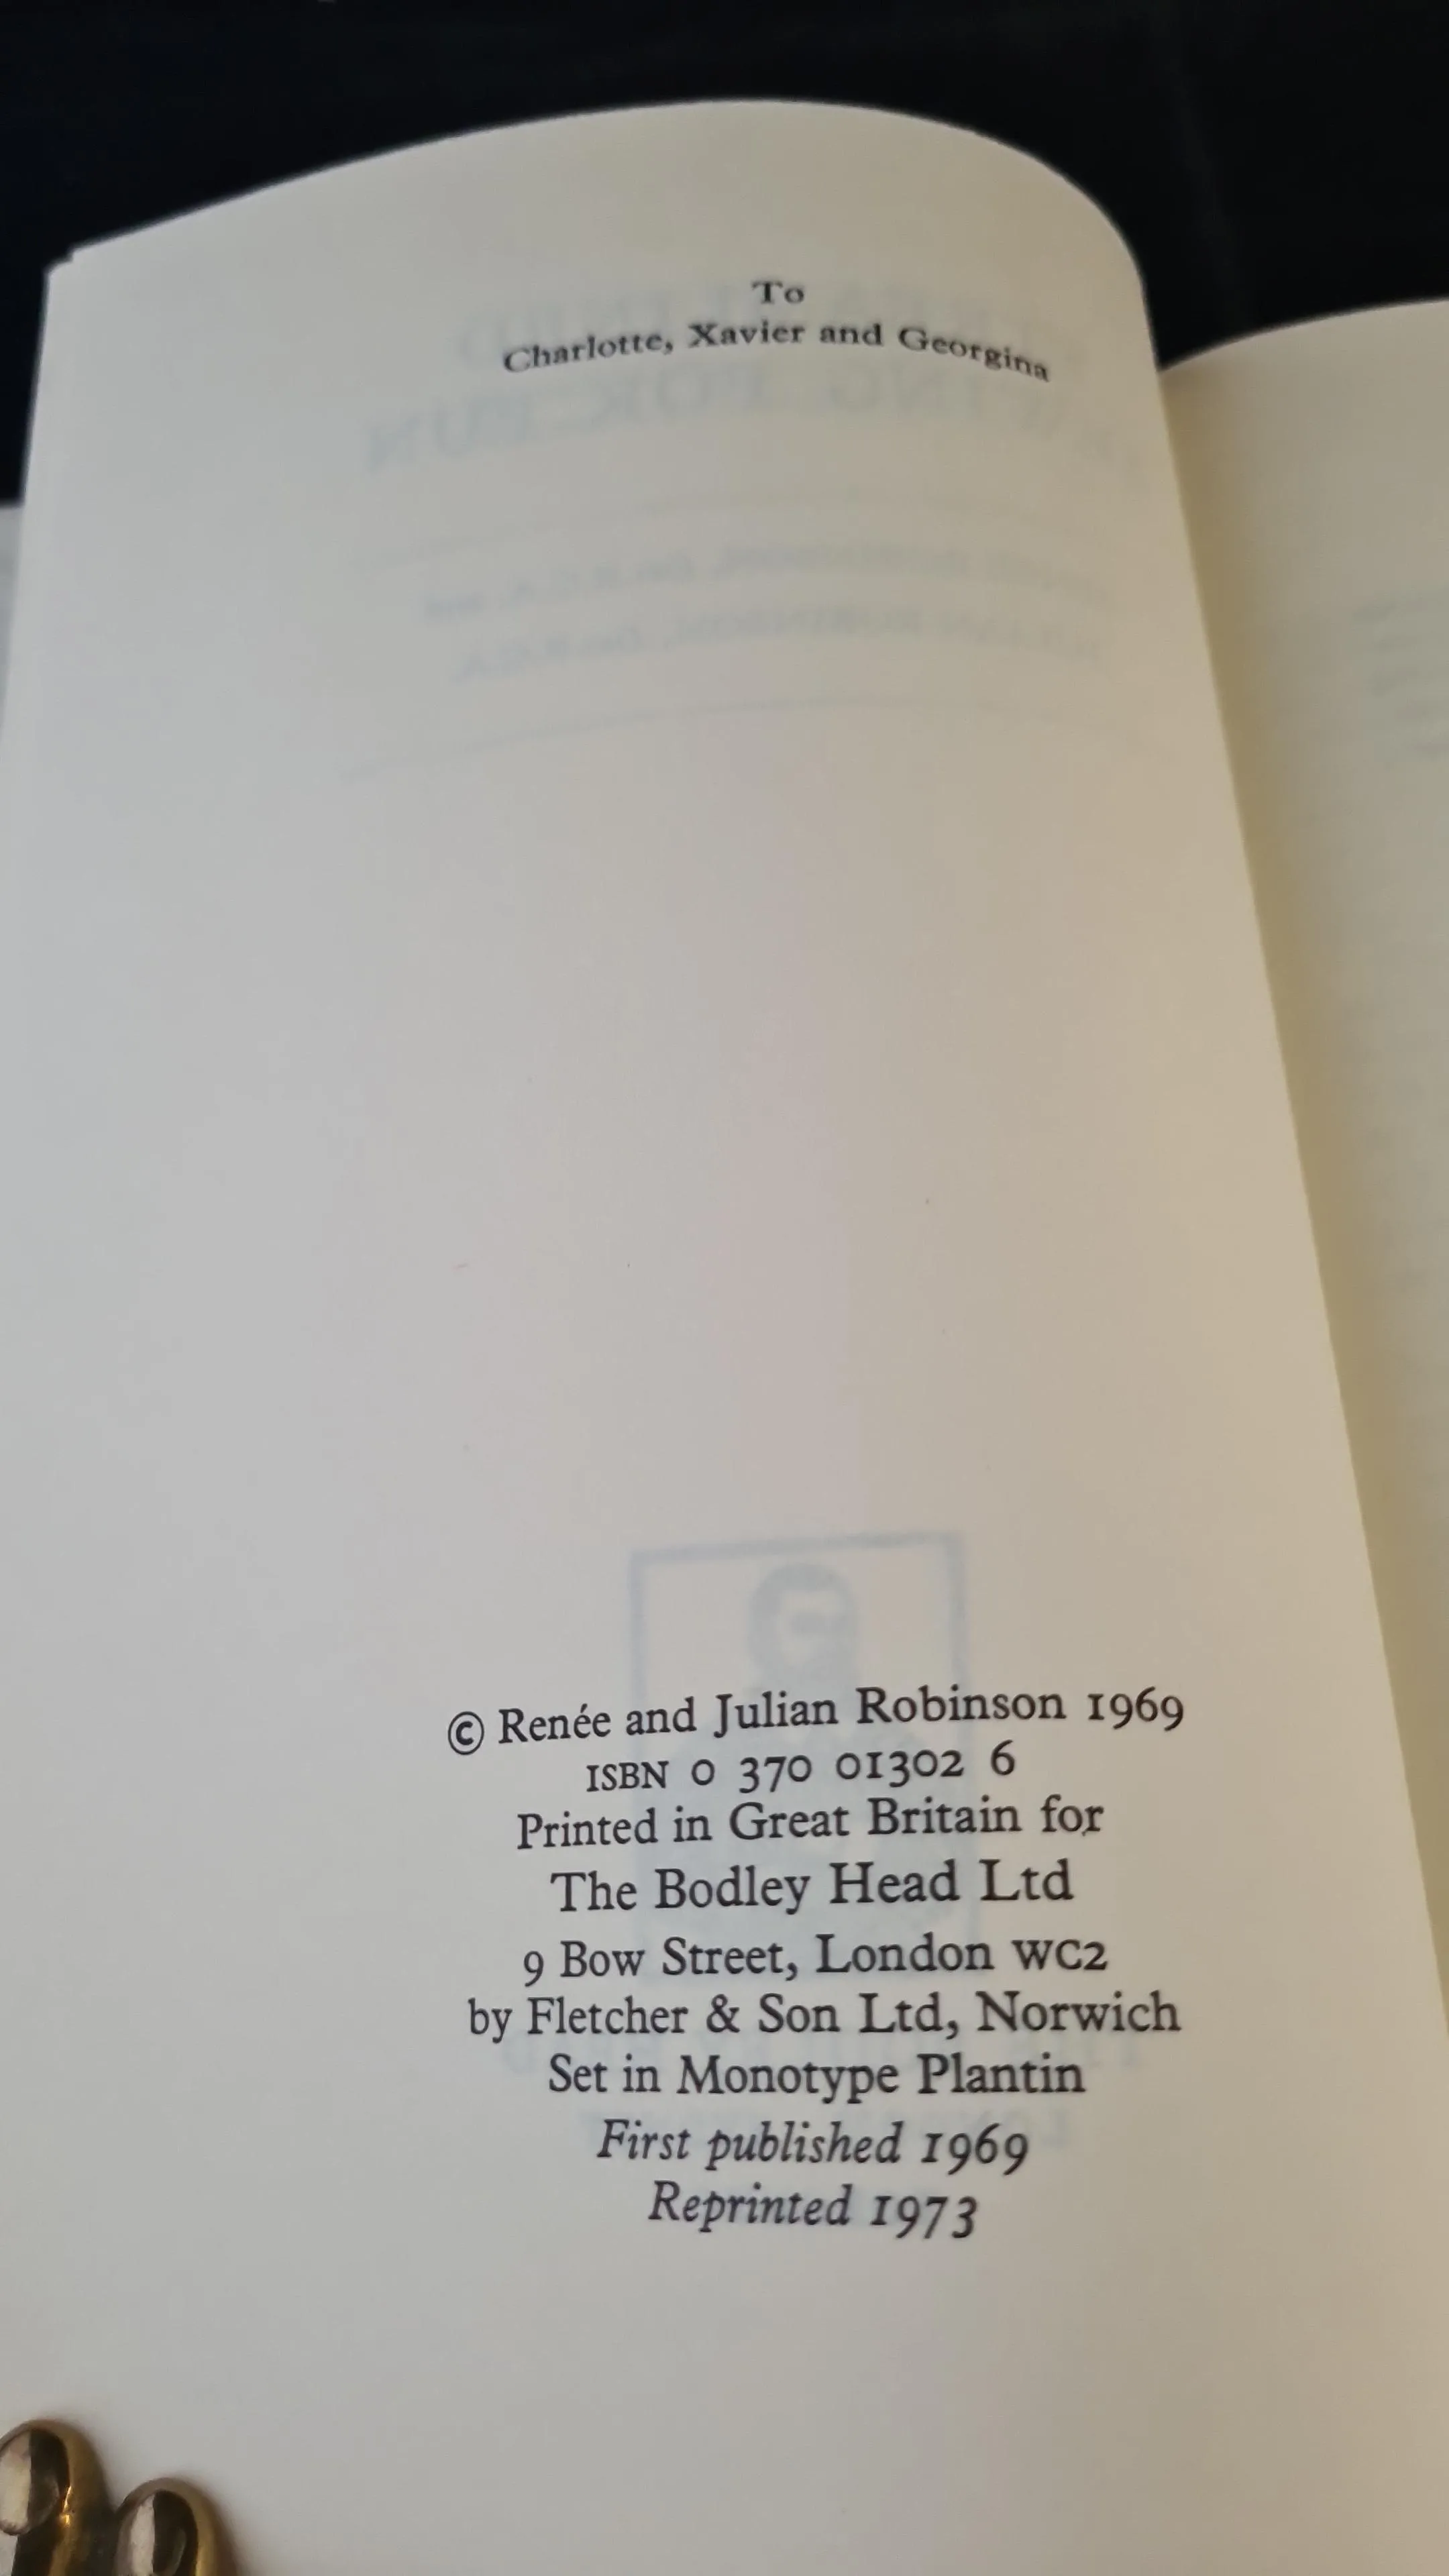 To
Charlotte, Xavier and Georgina
© Renée and Julian Robinson 1969
ISBN 0 370 01302 6
Printed in Great Britain for
The Bodley Head Ltd
9 Bow Street, London WC2
by Fletcher & Son Ltd, Norwich
Set in Monotype Plantin
First published 1969
Reprinted 1973